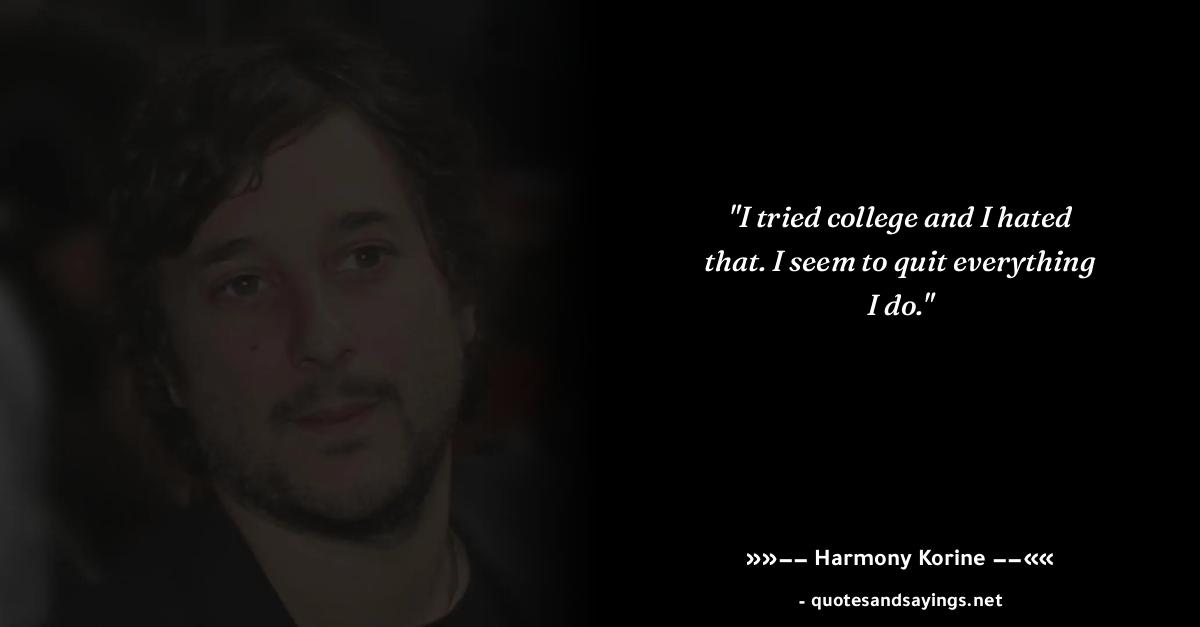 "I tried college and I hated
that. I seem to quit everything
I do."
»»−− Harmony Korine −−««
- quotesandsayings.net